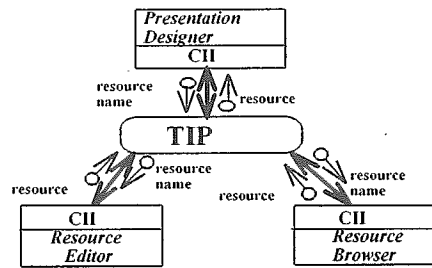 Presentation
Designer
CII
resource
name
resource
TIP
resource
resource
name
resource
resource
name
CII
Resource
Editor
CII
Resource
Browser